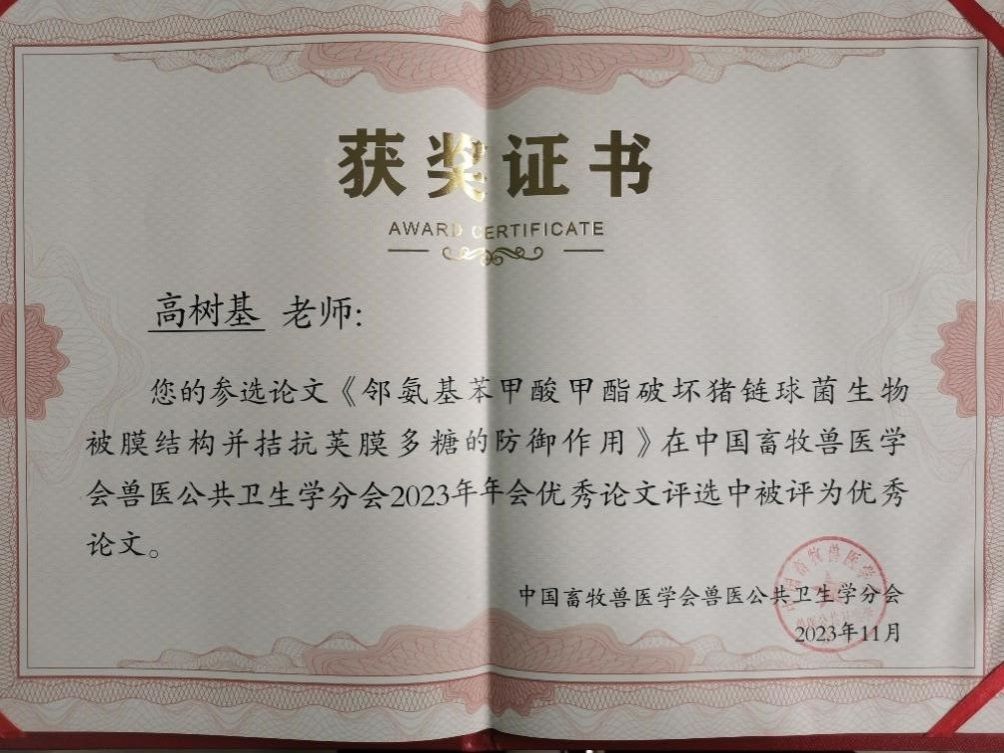 获奖证书
AWARD CERTIFICATE
高树基 老师:
您的参选论文《邻氨基苯甲酸甲酯破坏猪链球菌生物
被膜结构并拮抗荚膜多糖的防御作用》在中国畜牧兽医学
会兽医公共卫生学分会2023年年会优秀论文评选中被评为优秀
论文。
中国畜牧兽医学会兽医公共卫生学分会
2023年11月